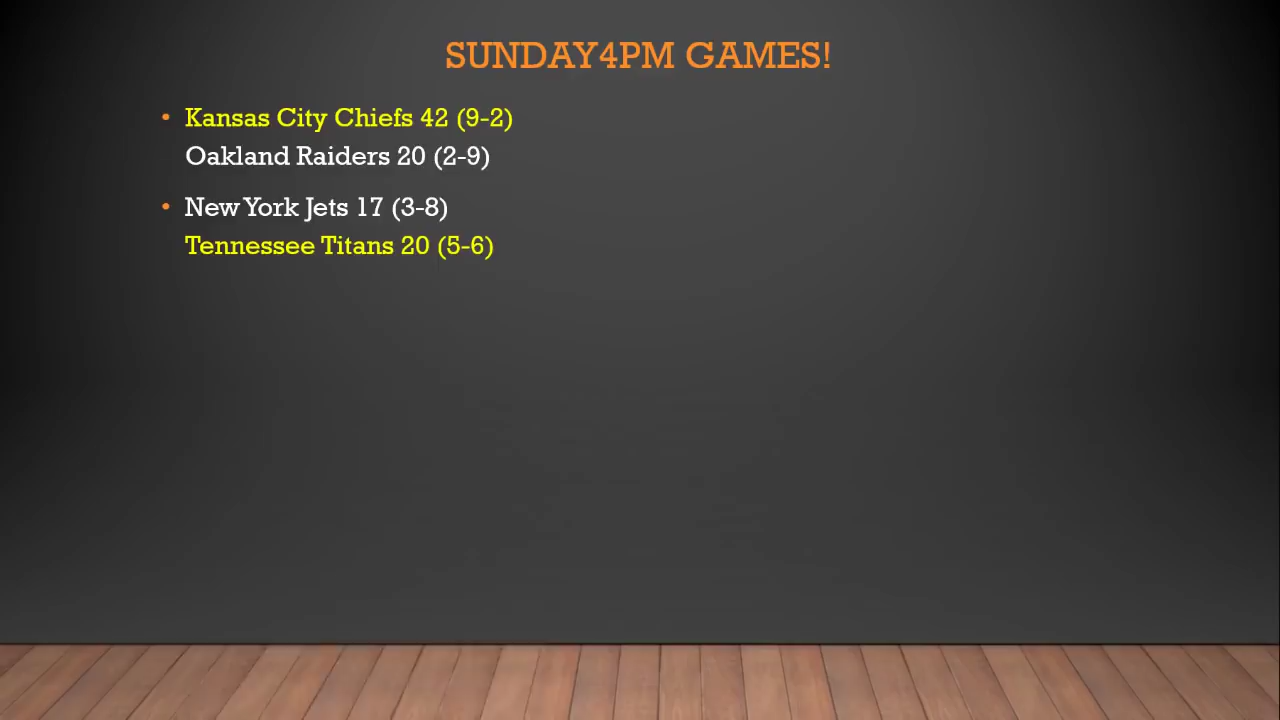 SUNDAY4PM GAMES!
• Kansas City Chiefs 42 (9-2)
Oakland Raiders 20 (2-9)
• New York Jets 17 (3-8)
Tennessee Titans 20 (5-6)